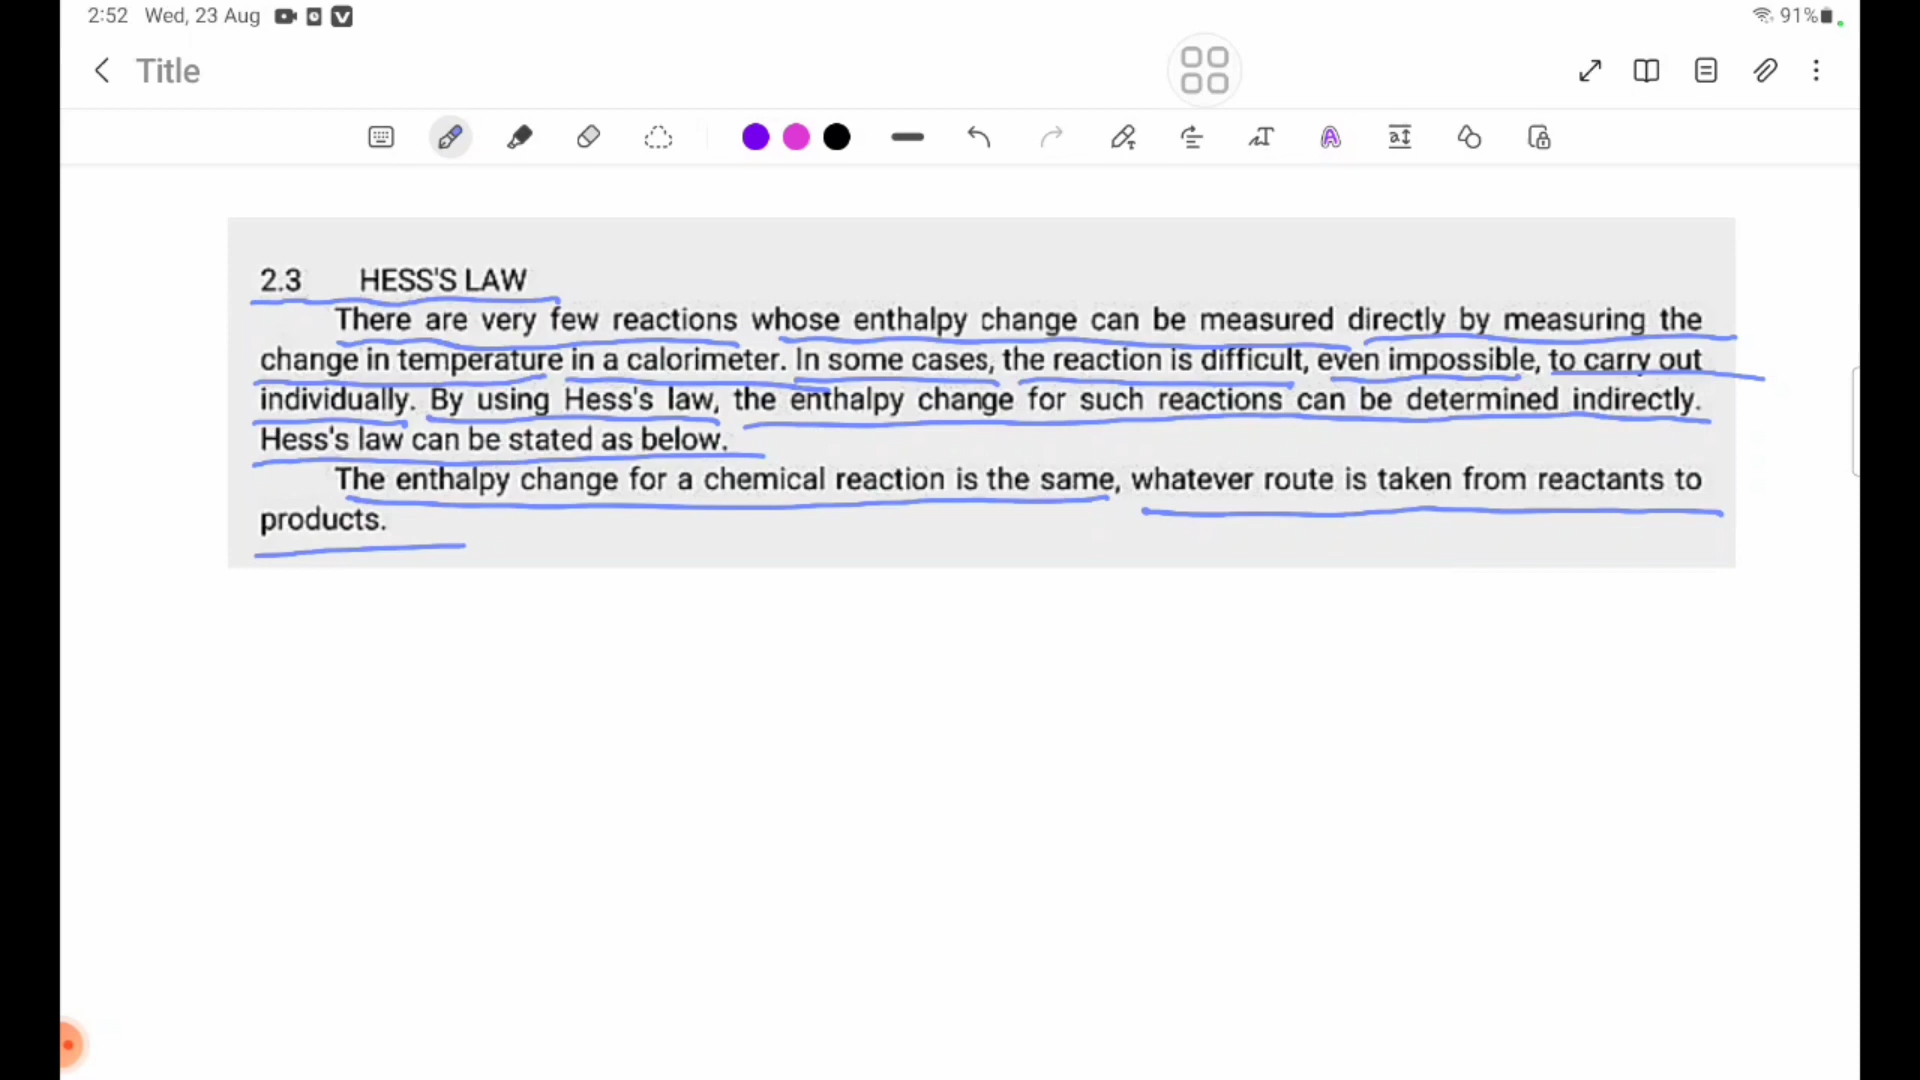 2:52 Wed, 23 Aug
91%
Title
2.3 HESS'S LAW
There are very few reactions whose enthalpy change can be measured directly by measuring the
change in temperature in a calorimeter. In some cases, the reaction is difficult, even impossible, to carry out
individually. By using Hess's law, the enthalpy change for such reactions can be determined indirectly.
Hess's law can be stated as below.
The enthalpy change for a chemical reaction is the same, whatever route is taken from reactants to
products.